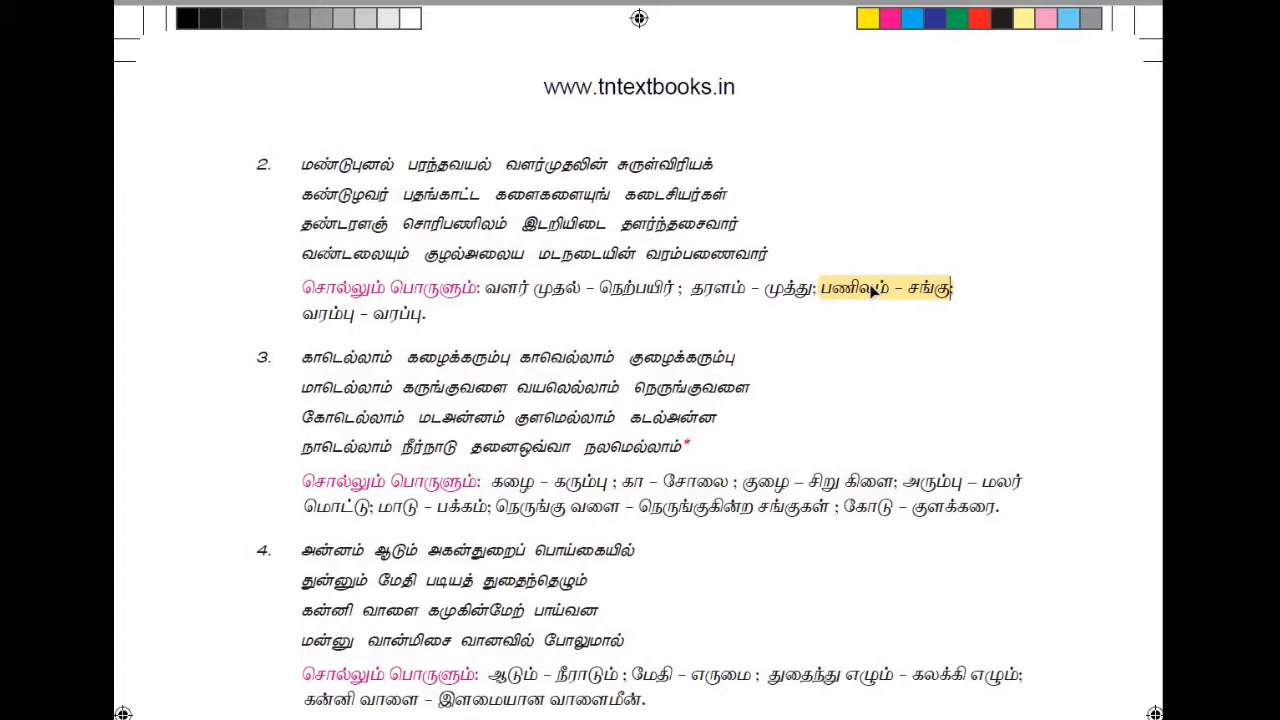 www.tntextbooks.in
2. மண்டுபுனல் பரந்தவயல் வளர்முதலின் சுருள்விரியக்
கண்டுழவர் பதங்காட்ட களைகளையுங் கடைசியர்கள்
தண்டரளஞ் சொரிபணிலம் இடறியிடை தளர்ந்தசைவார்
வண்டலையும் குழல்அலைய மடநடையின் வரம்பணைவார்
சொல்லும் பொருளும்: வளர் முதல் – நெற்பயிர் ; தரளம் – முத்து; பணிலம் – சங்கு;
வரம்பு – வரப்பு.
3. காடெல்லாம் கழைக்கரும்பு காவெல்லாம் குழைக்கரும்பு
மாடெல்லாம் கருங்குவளை வயலெல்லாம் நெருங்குவளை
கோடெல்லாம் மடஅன்னம் குளமெல்லாம் கடல்அன்ன
நாடெல்லாம் நீர்நாடு தனைஒவ்வா நலமெல்லாம்*
சொல்லும் பொருளும்: கழை – கரும்பு ; கா – சோலை ; குழை – சிறு கிளை; அரும்பு – மலர்
மொட்டு; மாடு – பக்கம்; நெருங்கு வளை – நெருங்குகின்ற சங்குகள் ; கோடு – குளக்கரை.
4. அன்னம் ஆடும் அகன்துறைப் பொய்கையில்
துன்னும் மேதி படியத் துதைந்தெழும்
கன்னி வாளை கமுகின்மேற் பாய்வன
மன்னு வான்மிசை வானவில் போலுமால்
சொல்லும் பொருளும்: ஆடும் – நீராடும் ; மேதி – எருமை ; துதைந்து எழும் – கலக்கி எழும்;
கன்னி வாளை – இளமையான வாளைமீன்.